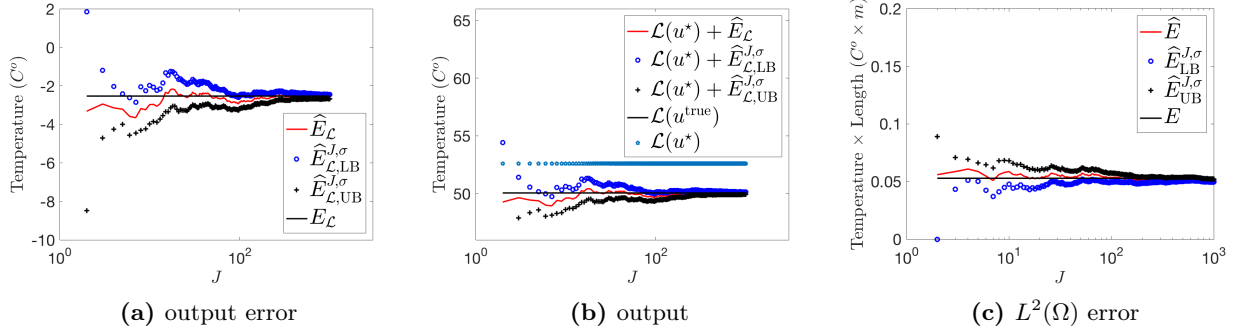 2
0
-2
-4
-6
-8
-10
10^0
10^2
Temperature (C^o)
J
Ê_𝓛
Ê^{J,σ}_{𝓛,LB}
Ê^{J,σ}_{𝓛,UB}
E_𝓛
(a) output error
65
60
55
50
10^0
10^2
Temperature (C^o)
J
𝓛(u^⋆) + Ê_𝓛
𝓛(u^⋆) + Ê^{J,σ}_{𝓛,LB}
𝓛(u^⋆) + Ê^{J,σ}_{𝓛,UB}
𝓛(u^{true})
𝓛(u^⋆)
(b) output
0.2
0.15
0.1
0.05
0
10^0
10^1
10^2
10^3
Temperature × Length (C^o × m)
J
Ê
Ê^{J,σ}_{LB}
Ê^{J,σ}_{UB}
E
(c) L^2(Ω) error